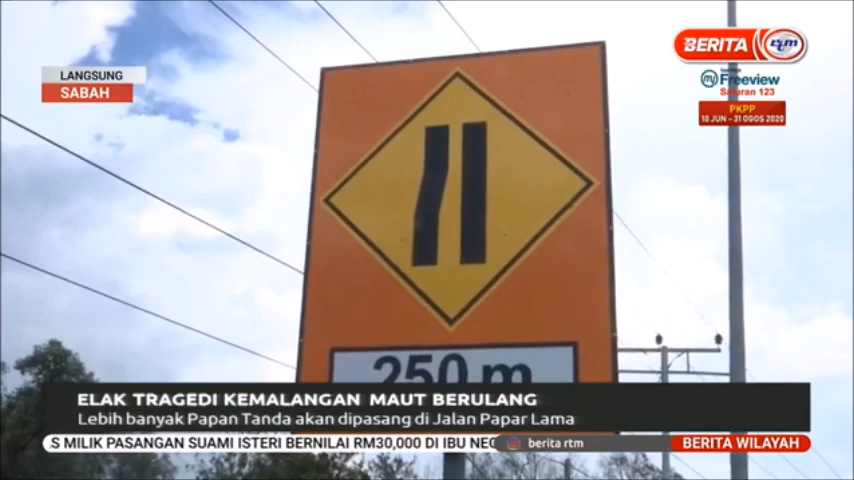 LANGSUNG
SABAH
BERITA rtm
Freeview
Saluran 123
PKPP
10 JUN – 31 OGOS 2020
250 m
ELAK TRAGEDI KEMALANGAN MAUT BERULANG
Lebih banyak Papan Tanda akan dipasang di Jalan Papar Lama
S MILIK PASANGAN SUAMI ISTERI BERNILAI RM30,000 DI IBU NEG
berita rtm
BERITA WILAYAH